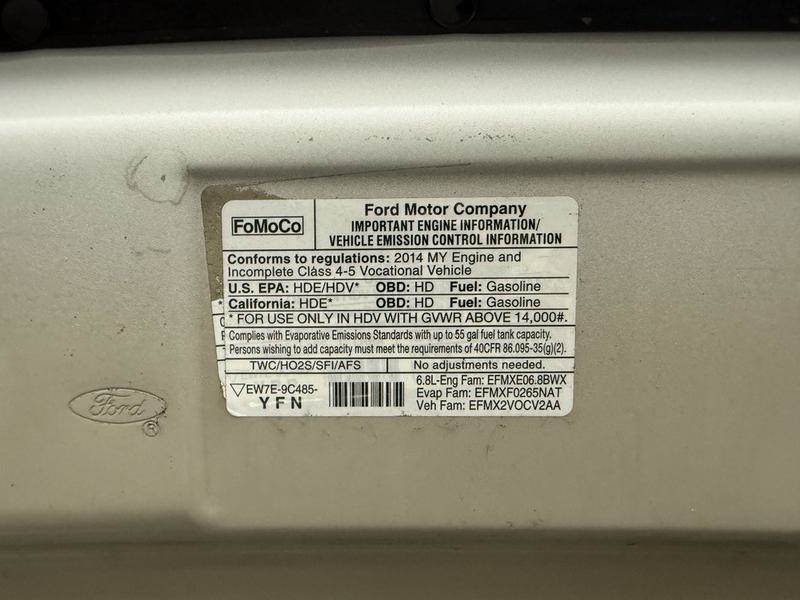 FoMoCo
Ford Motor Company
IMPORTANT ENGINE INFORMATION/
VEHICLE EMISSION CONTROL INFORMATION
Conforms to regulations: 2014 MY Engine and
Incomplete Class 4-5 Vocational Vehicle
U.S. EPA: HDE/HDV* OBD: HD Fuel: Gasoline
California: HDE* OBD: HD Fuel: Gasoline
*FOR USE ONLY IN HDV WITH GVWR ABOVE 14,000#.
Complies with Evaporative Emissions Standards with up to 55 gal fuel tank capacity.
Persons wishing to add capacity must meet the requirements of 40CFR 86.095-35(g)(2).
TWC/HO2S/SFI/AFS No adjustments needed.
EW7E-9C485-
YFN
6.8L-Eng Fam: EFMXE06.8BWX
Evap Fam: EFMXF0265NAT
Veh Fam: EFMX2VOCV2AA
Ford
®